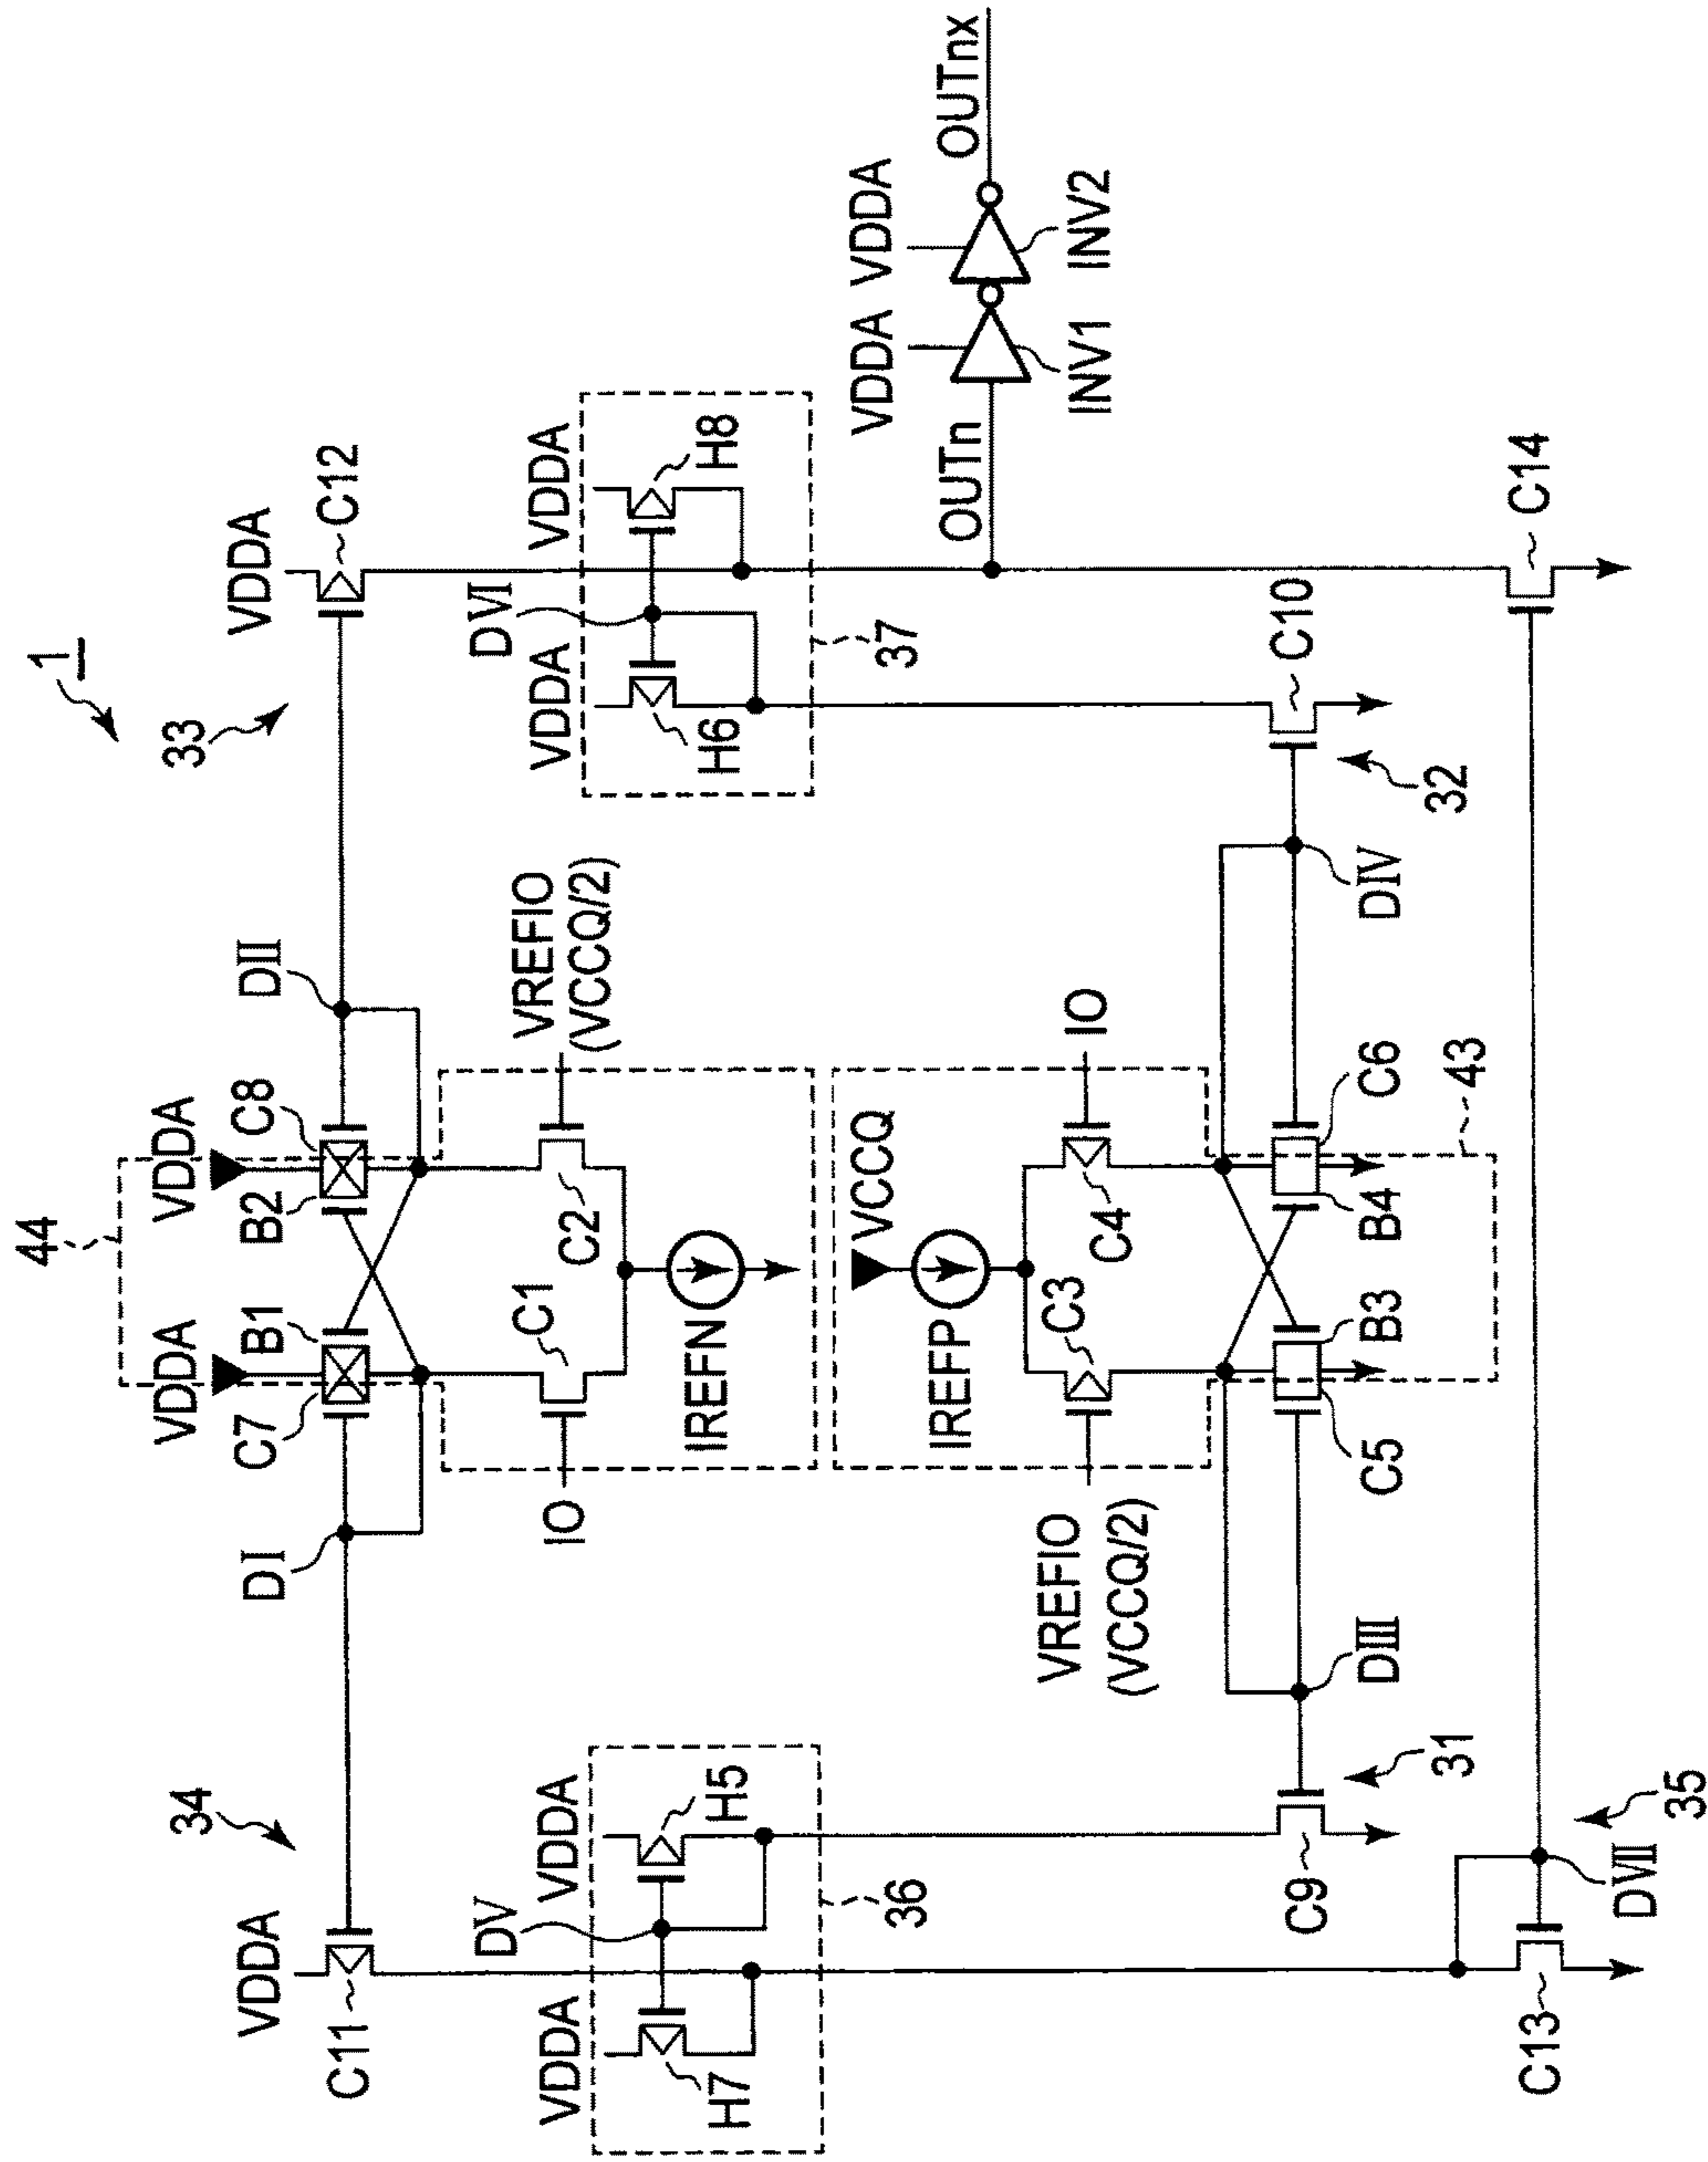 1
44
VDDA
VDDA
34
33
VDDA
C11
DI
C7
B1
B2
C8
DII
VDDA
C12
VDDA
H7
DV
VDDA
H5
36
IO
C1
C2
VREFIO
(VCCQ/2)
IREFN
VDDA
H6
DVI
VDDA
H8
37
VCCQ
IREFP
VREFIO
(VCCQ/2)
C3
C4
IO
VDDA
VDDA
OUTn
OUTnx
INV1
INV2
C9
31
DIII
C5
B3
B4
C6
43
DIV
32
C10
C13
DVII
35
C14